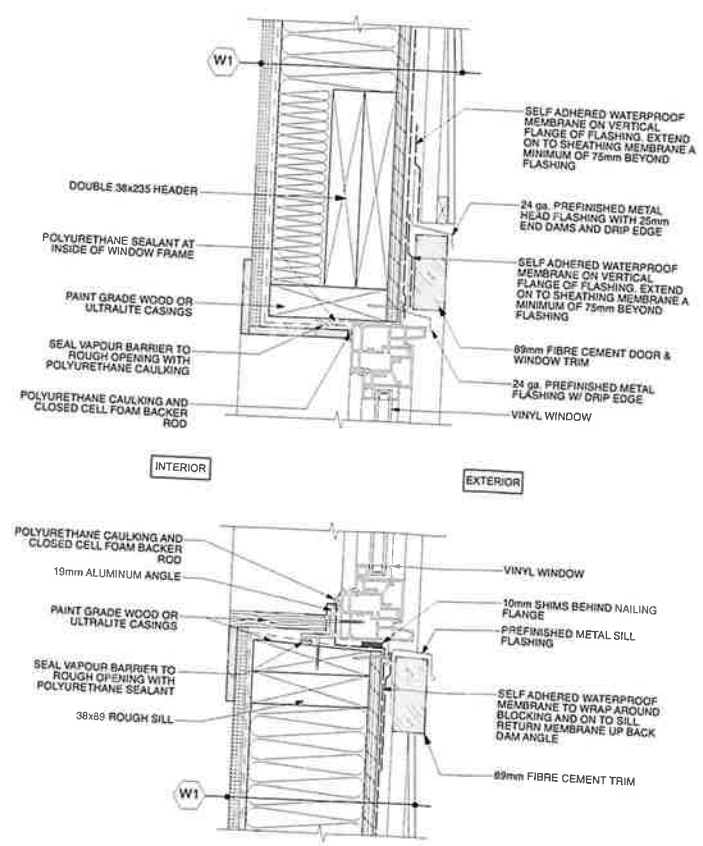 W1
SELF ADHERED WATERPROOF
MEMBRANE ON VERTICAL
FLANGE OF FLASHING. EXTEND
ON TO SHEATHING MEMBRANE A
MINIMUM OF 75mm BEYOND
FLASHING
DOUBLE 38x235 HEADER
24 ga. PREFINISHED METAL
HEAD FLASHING WITH 25mm
END DAMS AND DRIP EDGE
POLYURETHANE SEALANT AT
INSIDE OF WINDOW FRAME
SELF ADHERED WATERPROOF
MEMBRANE ON VERTICAL
FLANGE OF FLASHING. EXTEND
ON TO SHEATHING MEMBRANE A
MINIMUM OF 75mm BEYOND
FLASHING
PAINT GRADE WOOD OR
ULTRALITE CASINGS
SEAL VAPOUR BARRIER TO
ROUGH OPENING WITH
POLYURETHANE CAULKING
89mm FIBRE CEMENT DOOR &
WINDOW TRIM
24 ga. PREFINISHED METAL
FLASHING W/ DRIP EDGE
POLYURETHANE CAULKING AND
CLOSED CELL FOAM BACKER
ROD
VINYL WINDOW
INTERIOR
EXTERIOR
POLYURETHANE CAULKING AND
CLOSED CELL FOAM BACKER
ROD
VINYL WINDOW
19mm ALUMINUM ANGLE
10mm SHIMS BEHIND NAILING
FLANGE
PAINT GRADE WOOD OR
ULTRALITE CASINGS
PREFINISHED METAL SILL
FLASHING
SEAL VAPOUR BARRIER TO
ROUGH OPENING WITH
POLYURETHANE SEALANT
SELF ADHERED WATERPROOF
MEMBRANE TO WRAP AROUND
BLOCKING AND ON TO SILL
RETURN MEMBRANE UP BACK
DAM ANGLE
38x89 ROUGH SILL
89mm FIBRE CEMENT TRIM
W1